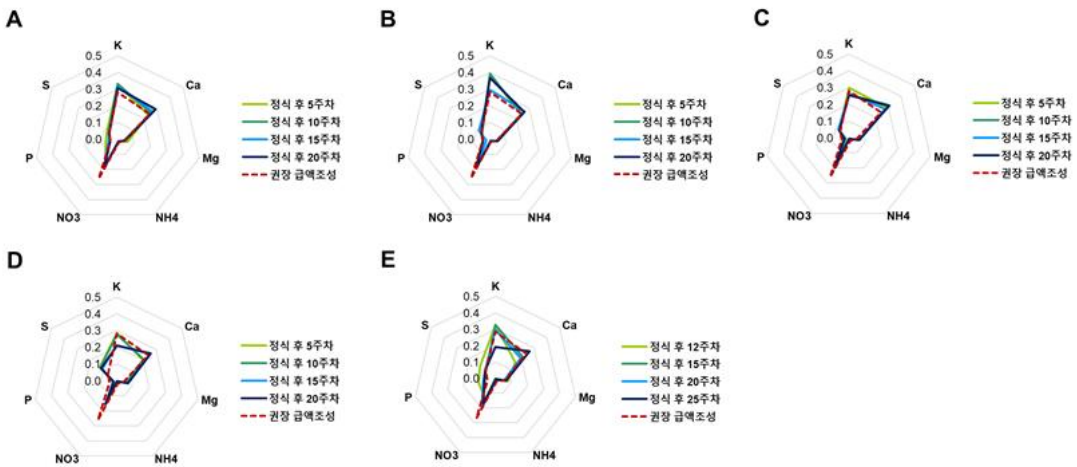 A
K
0.5
0.4
0.3
0.2
0.1
0.0
Ca
Mg
NH4
NO3
P
S
정식 후 5주차
정식 후 10주차
정식 후 15주차
정식 후 20주차
권장 급액조성
B
K
0.5
0.4
0.3
0.2
0.1
0.0
Ca
Mg
NH4
NO3
P
S
정식 후 5주차
정식 후 10주차
정식 후 15주차
정식 후 20주차
권장 급액조성
C
K
0.5
0.4
0.3
0.2
0.1
0.0
Ca
Mg
NH4
NO3
P
S
정식 후 5주차
정식 후 10주차
정식 후 15주차
정식 후 20주차
권장 급액조성
D
K
0.5
0.4
0.3
0.2
0.1
0.0
Ca
Mg
NH4
NO3
P
S
정식 후 5주차
정식 후 10주차
정식 후 15주차
정식 후 20주차
권장 급액조성
E
K
0.5
0.4
0.3
0.2
0.1
0.0
Ca
Mg
NH4
NO3
P
S
정식 후 12주차
정식 후 15주차
정식 후 20주차
정식 후 25주차
권장 급액조성